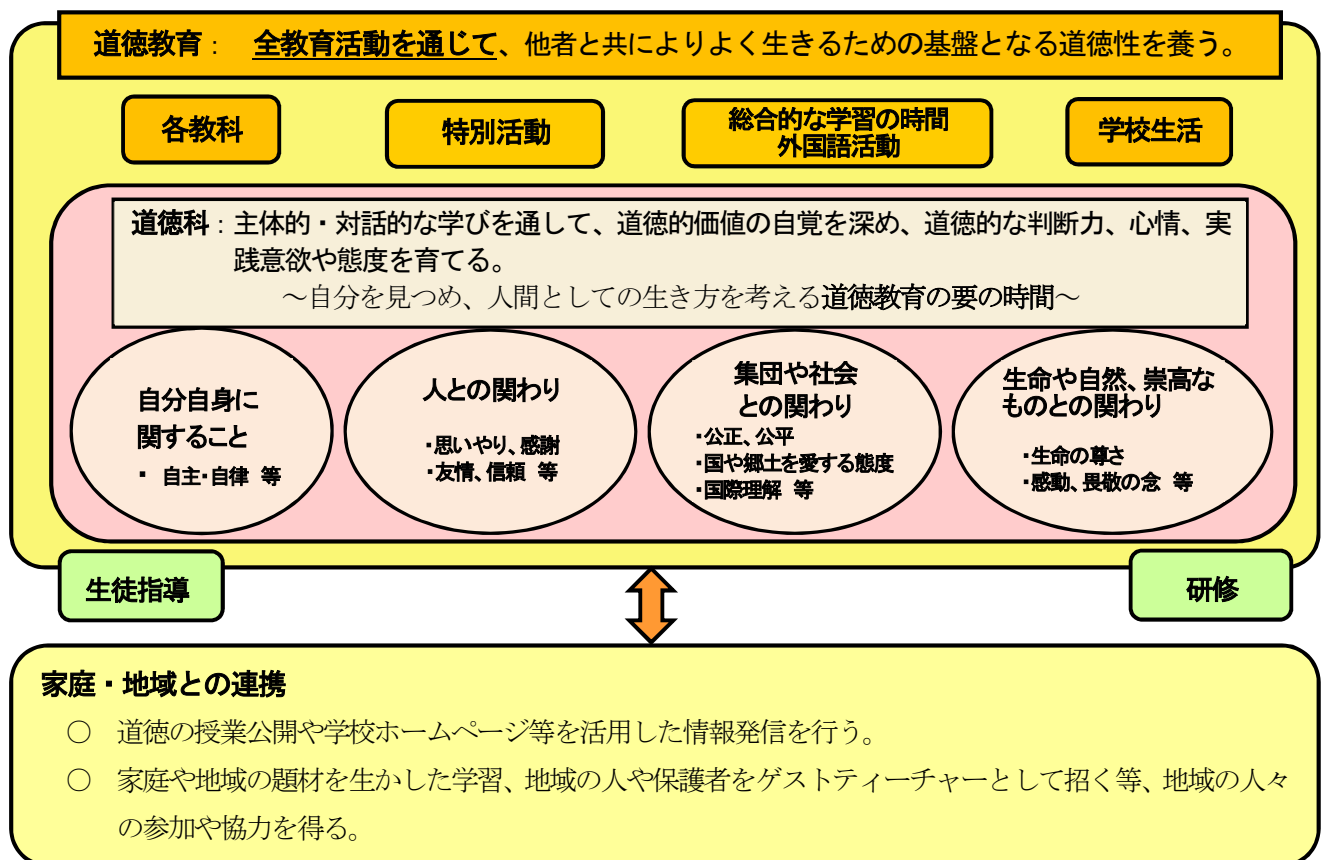 道徳教育： 全教育活動を通じて、他者と共によりよく生きるための基盤となる道徳性を養う。
各教科
特別活動
総合的な学習の時間
外国語活動
学校生活
道徳科：主体的・対話的な学びを通して、道徳的価値の自覚を深め、道徳的な判断力、心情、実
践意欲や態度を育てる。
～自分を見つめ、人間としての生き方を考える道徳教育の要の時間～
自分自身に
関すること
・ 自主・自律 等
人との関わり
・思いやり、感謝
・友情、信頼 等
集団や社会
との関わり
・公正、公平
・国や郷土を愛する態度
・国際理解 等
生命や自然、崇高な
ものとの関わり
・生命の尊さ
・感動、畏敬の念 等
生徒指導
研修
家庭・地域との連携
○ 道徳の授業公開や学校ホームページ等を活用した情報発信を行う。
○ 家庭や地域の題材を生かした学習、地域の人や保護者をゲストティーチャーとして招く等、地域の人々
の参加や協力を得る。